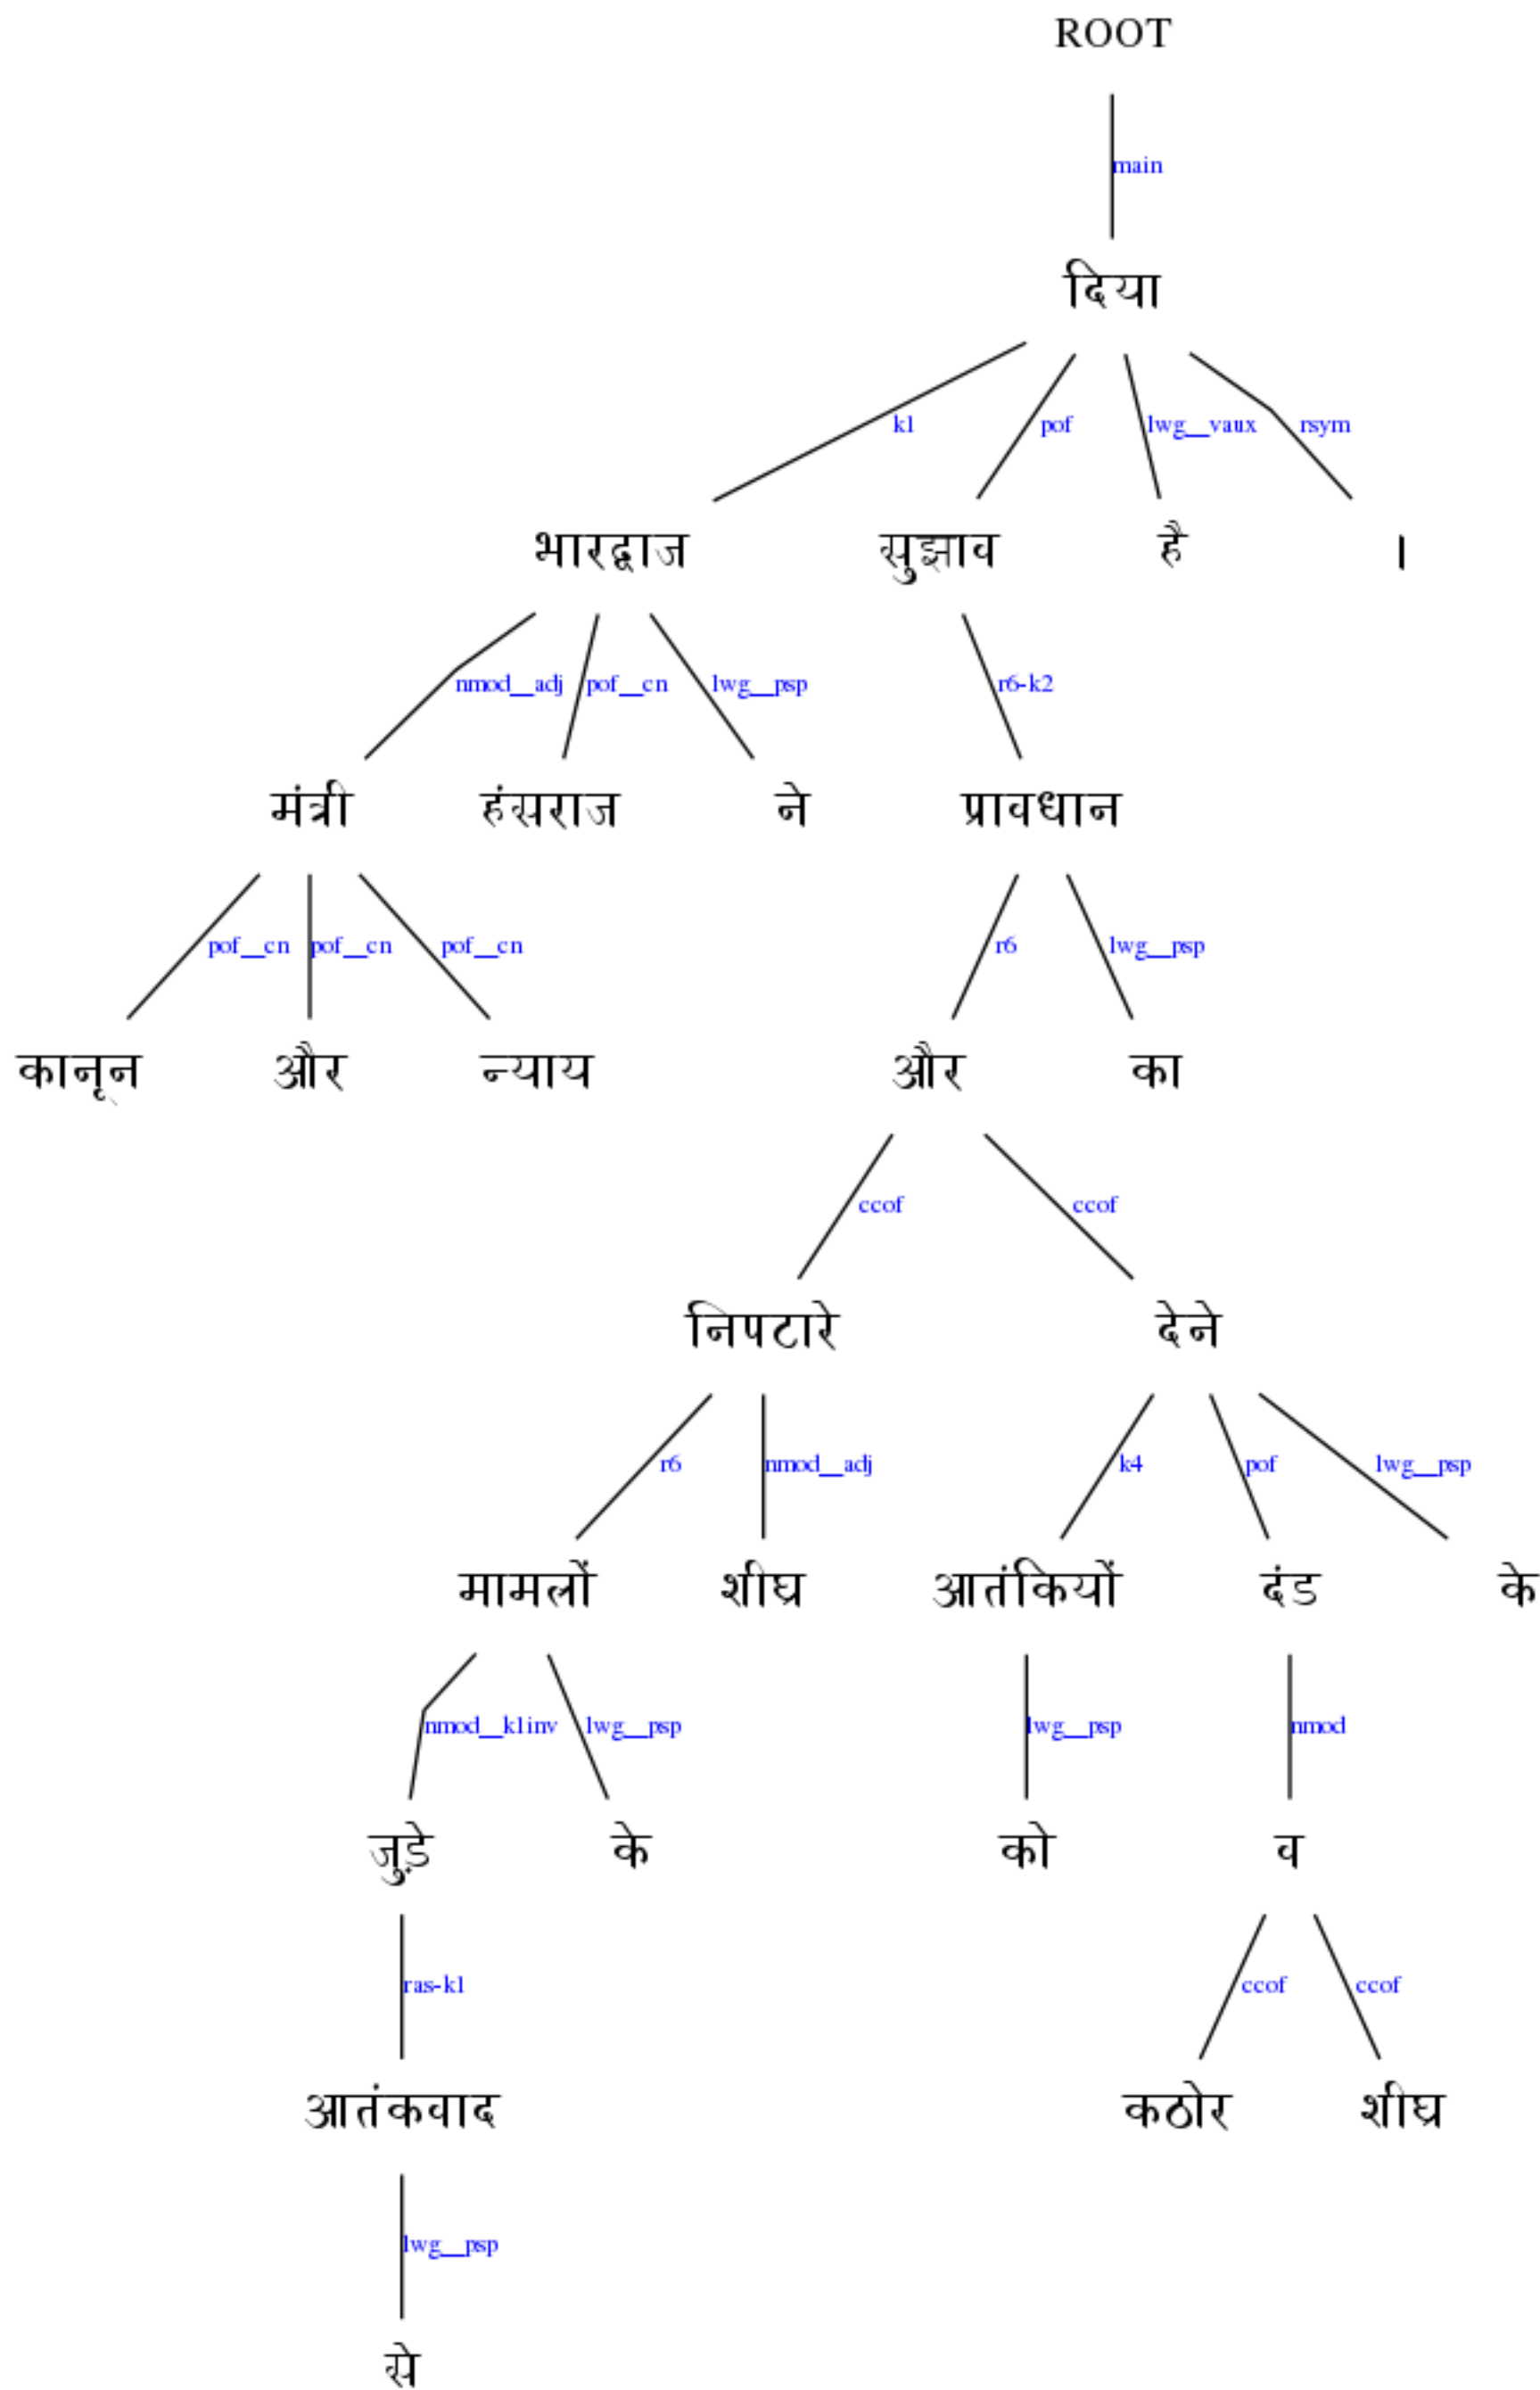 ROOT
main
दिया
k1 pof lwg__vaux rsym
भारद्वाज सुझाव है ।
nmod__adj pof__cn lwg__psp r6-k2
मंत्री हंसराज ने प्रावधान
pof__cn pof__cn pof__cn r6 lwg__psp
कानून और न्याय और का
ccof ccof
निपटारे देने
r6 nmod__adj k4 pof lwg__psp
मामलों शीघ्र आतंकियों दंड के
nmod__k1inv lwg__psp lwg__psp nmod
जुड़े के को व
ras-k1 ccof ccof
आतंकवाद कठोर शीघ्र
lwg__psp
से